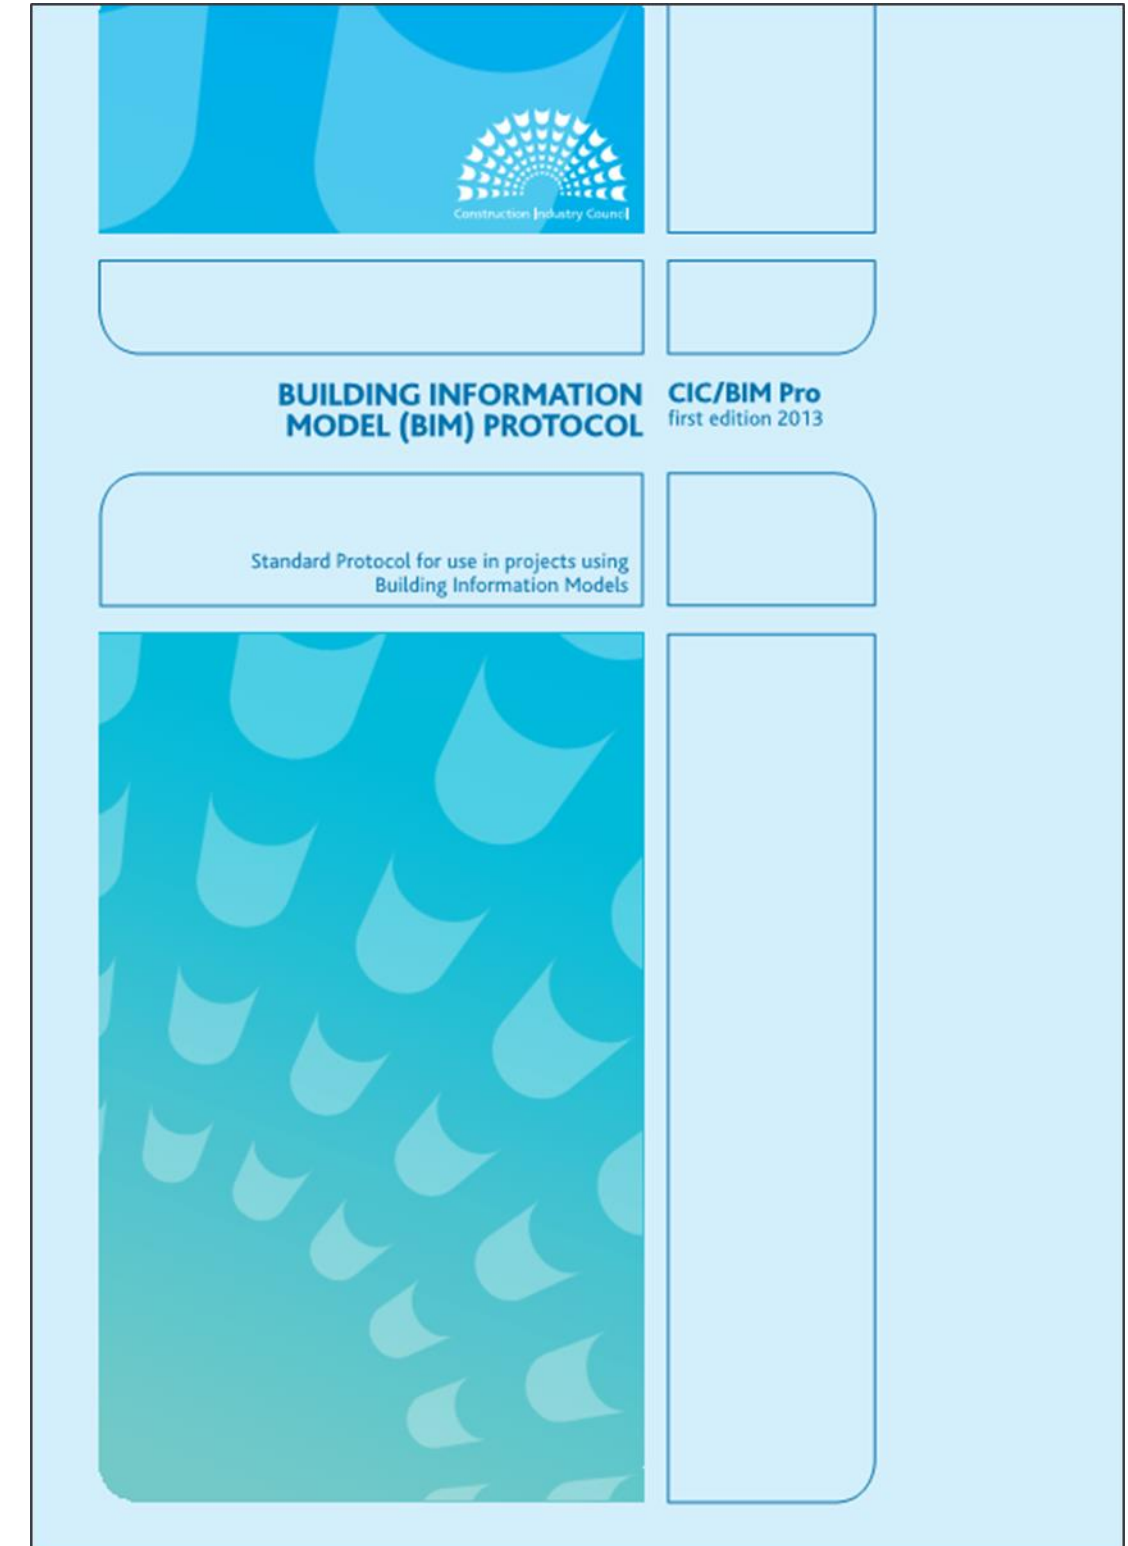 Construction Industry Council
BUILDING INFORMATION
MODEL (BIM) PROTOCOL
CIC/BIM Pro
first edition 2013
Standard Protocol for use in projects using
Building Information Models